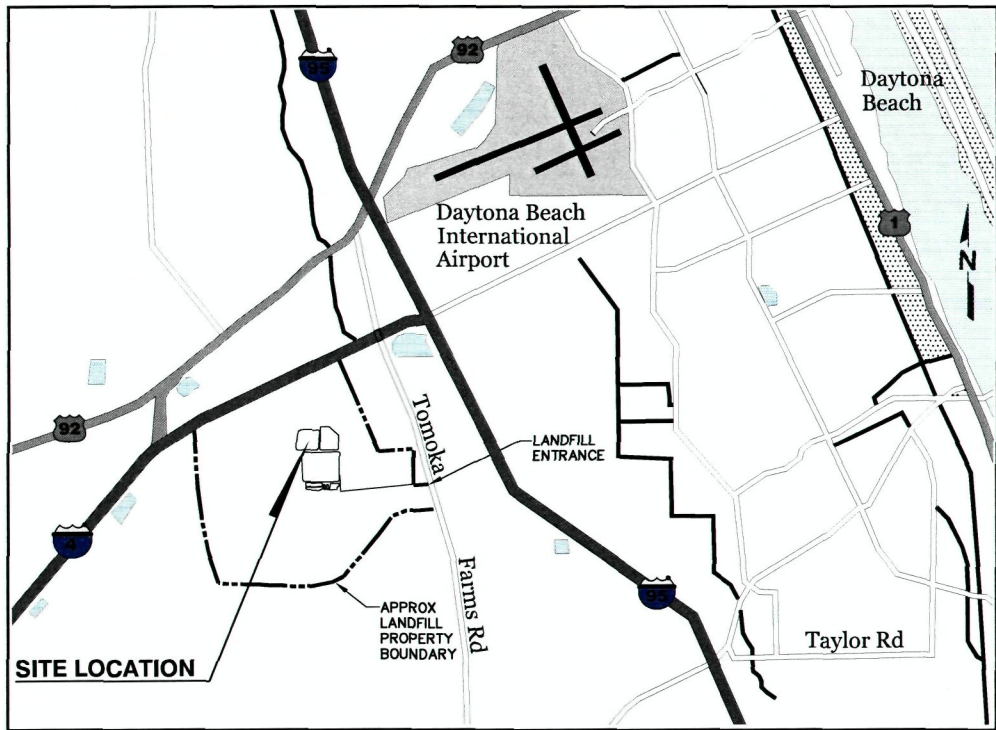 95
92
Daytona
Beach
Daytona Beach
International
Airport
1
N
Tomoka
LANDFILL
ENTRANCE
92
4
95
Farms Rd
APPROX
LANDFILL
PROPERTY
BOUNDARY
Taylor Rd
SITE LOCATION